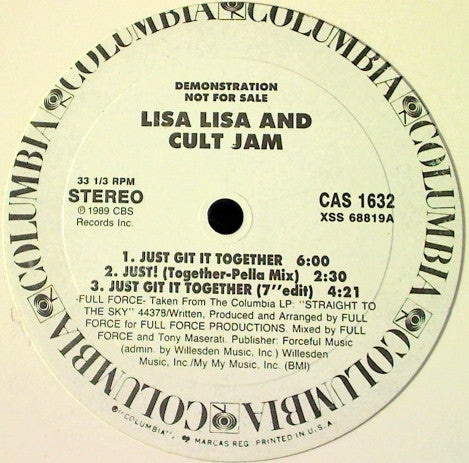 COLUMBIA COLUMBIA COLUMBIA COLUMBIA COLUMBIA COLUMBIA COLUMBIA
DEMONSTRATION
NOT FOR SALE
LISA LISA AND
CULT JAM
33 1/3 RPM
STEREO
℗ 1989 CBS
Records Inc.
CAS 1632
XSS 68819A
1. JUST GIT IT TOGETHER 6:00
2. JUST! (Together-Pella Mix) 2:30
3. JUST GIT IT TOGETHER (7''edit) 4:21
-FULL FORCE- Taken From The Columbia LP: "STRAIGHT TO
THE SKY" 44378/Written, Produced and Arranged by FULL
FORCE for FULL FORCE PRODUCTIONS. Mixed by FULL
FORCE and Tony Maserati. Publisher: Forceful Music
(admin. by Willesden Music, Inc.) Willesden
Music, Inc./My My Music, Inc. (BMI)
"COLUMBIA", MARCAS REG. PRINTED IN U.S.A.